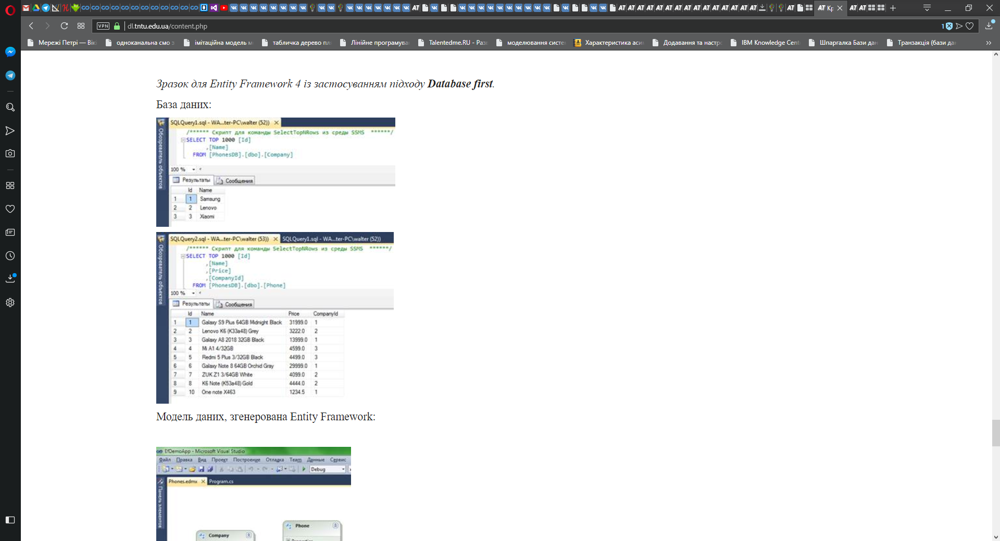 Kp
VPN
dl.tntu.edu.ua/content.php
1
Мережі Петрі — Вікі
одноканальна смо з
імітаційна модель м
табличка дерево пл
Лінійне програмува
Talentedme.RU - Раз
моделювання систе
Характеристика аси
Додавання та настро
IBM Knowledge Cent
Шпаргалка Бази дан
Транзакція (бази дан
Зразок для Entity Framework 4 із застосуванням підходу Database first.
База даних:
SQLQuery1.sql - WA...ter-PC\walter (52))
Обозреватель объектов
/****** Скрипт для команды SelectTopNRows из среды SSMS ******/
SELECT TOP 1000 [Id]
,[Name]
FROM [PhonesDB].[dbo].[Company]
100 %
Результаты Сообщения
Id Name
1 1 Samsung
2 2 Lenovo
3 3 Xiaomi
SQLQuery2.sql - WA...ter-PC\walter (53)) SQLQuery1.sql - WA...ter-PC\walter (52))
Обозреватель объектов
/****** Скрипт для команды SelectTopNRows из среды SSMS ******/
SELECT TOP 1000 [Id]
,[Name]
,[Price]
,[CompanyId]
FROM [PhonesDB].[dbo].[Phone]
100 %
Результаты Сообщения
Id Name Price CompanyId
1 1 Galaxy S9 Plus 64GB Midnight Black 31999.0 1
2 2 Lenovo K6 (K33a48) Grey 3222.0 2
3 3 Galaxy A8 2018 32GB Black 13999.0 1
4 4 Mi A1 4/32GB 4599.0 3
5 5 Redmi 5 Plus 3/32GB Black 4499.0 3
6 6 Galaxy Note 8 64GB Orchid Gray 29999.0 1
7 7 ZUK Z1 3/64GB White 4099.0 2
8 8 K6 Note (K53a48) Gold 4444.0 2
9 10 One note X463 1234.5 1
Модель даних, згенерована Entity Framework:
EfDemoApp - Microsoft Visual Studio
Файл Правка Вид Проект Построение Отладка Team Данные Сервис
Debug
Phones.edmx Program.cs
Панель элементов
Phone
Company
Properties